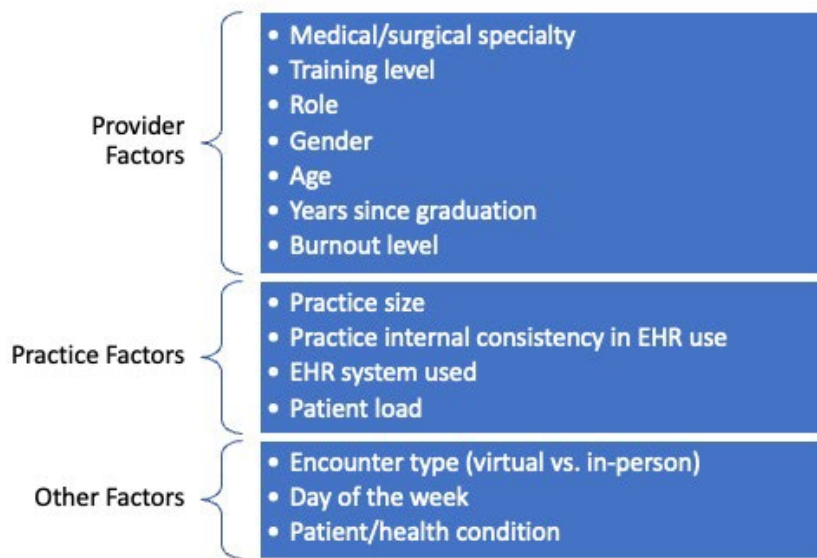 Provider
Factors
• Medical/surgical specialty
• Training level
• Role
• Gender
• Age
• Years since graduation
• Burnout level
Practice Factors
• Practice size
• Practice internal consistency in EHR use
• EHR system used
• Patient load
Other Factors
• Encounter type (virtual vs. in-person)
• Day of the week
• Patient/health condition